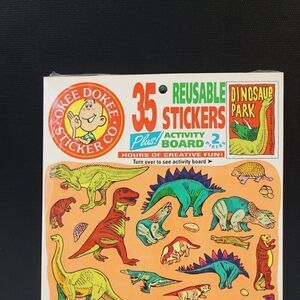 OKEE DOKEE
STICKER CO.
35 REUSABLE
STICKERS
Plus! ACTIVITY
BOARD
2
HOURS OF CREATIVE FUN!
Turn over to see activity board
DINOSAUR
PARK